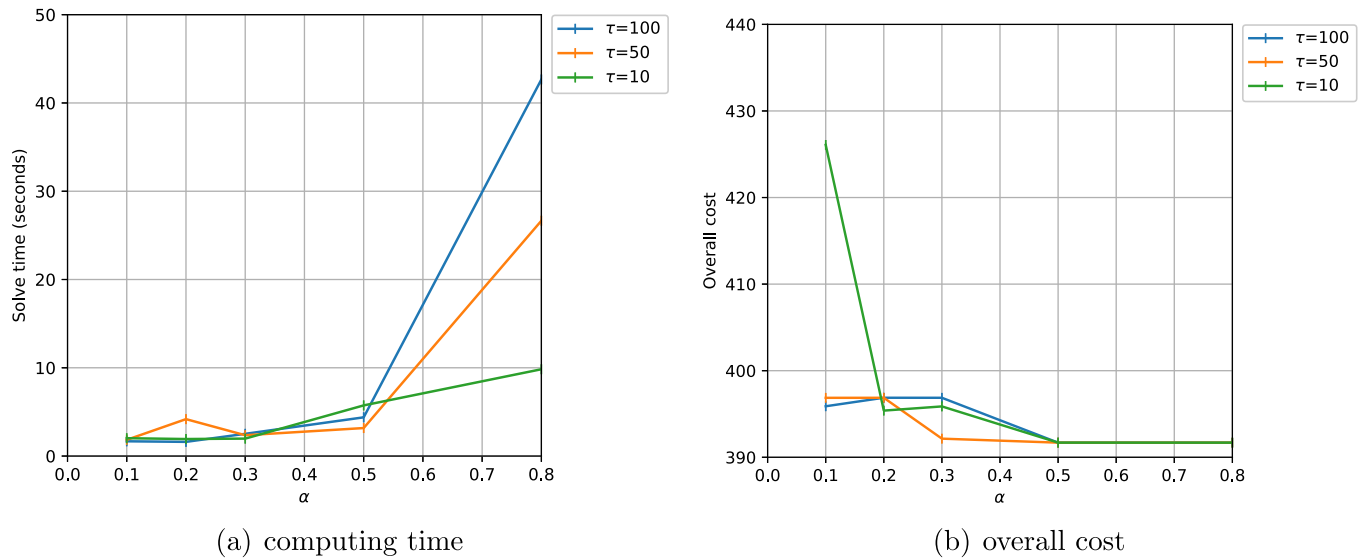 50
40
30
20
10
0
Solve time (seconds)
0.0 0.1 0.2 0.3 0.4 0.5 0.6 0.7 0.8
α
τ=100
τ=50
τ=10
(a) computing time
440
430
420
410
400
390
Overall cost
0.0 0.1 0.2 0.3 0.4 0.5 0.6 0.7 0.8
α
τ=100
τ=50
τ=10
(b) overall cost